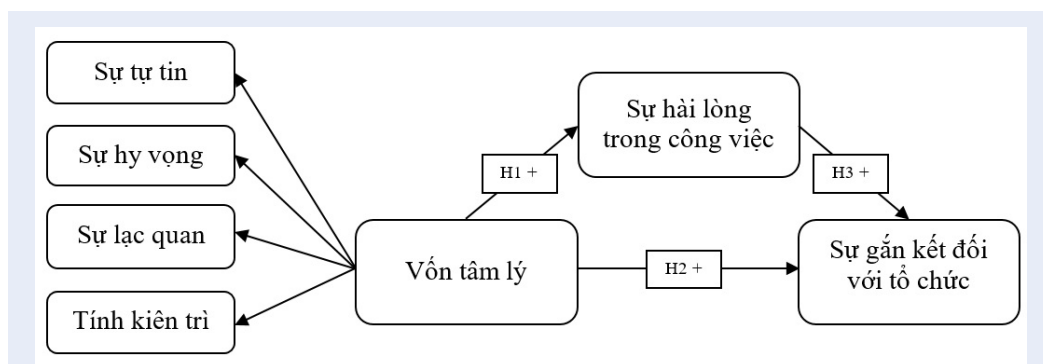 Sự tự tin
Sự hy vọng
Sự lạc quan
Tính kiên trì
Vốn tâm lý
H1 +
Sự hài lòng
trong công việc
H2 +
H3 +
Sự gắn kết đối
với tổ chức